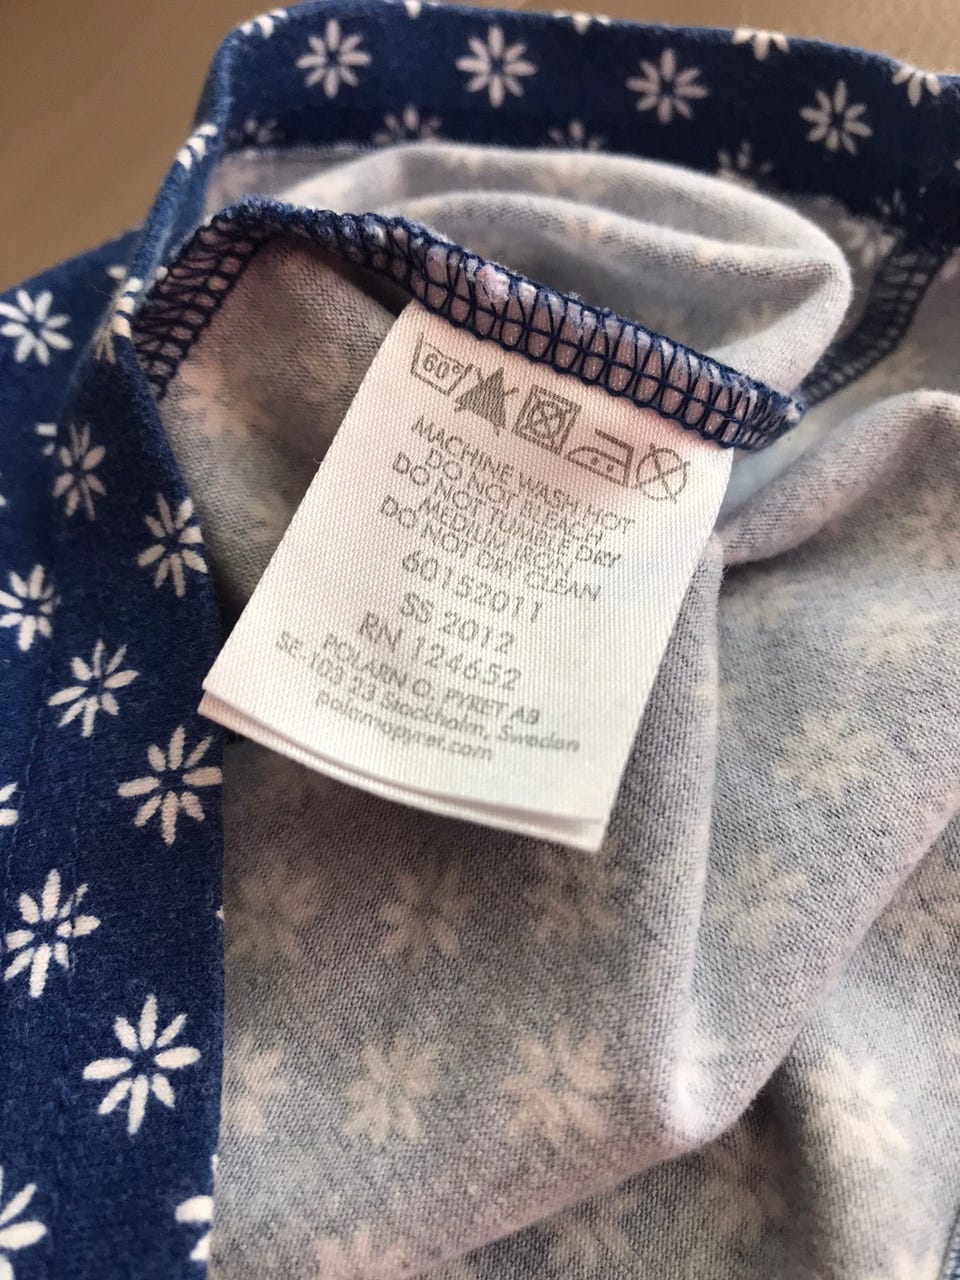 60°
MACHINE WASH HOT
DO NOT BLEACH
DO NOT TUMBLE DRY
MEDIUM IRON
NOT DRY CLEAN
60152011
SS 2012
RN 124652
POLARN O. PYRET AB
SE-103 23 Stockholm, Sweden
polarnopyret.com